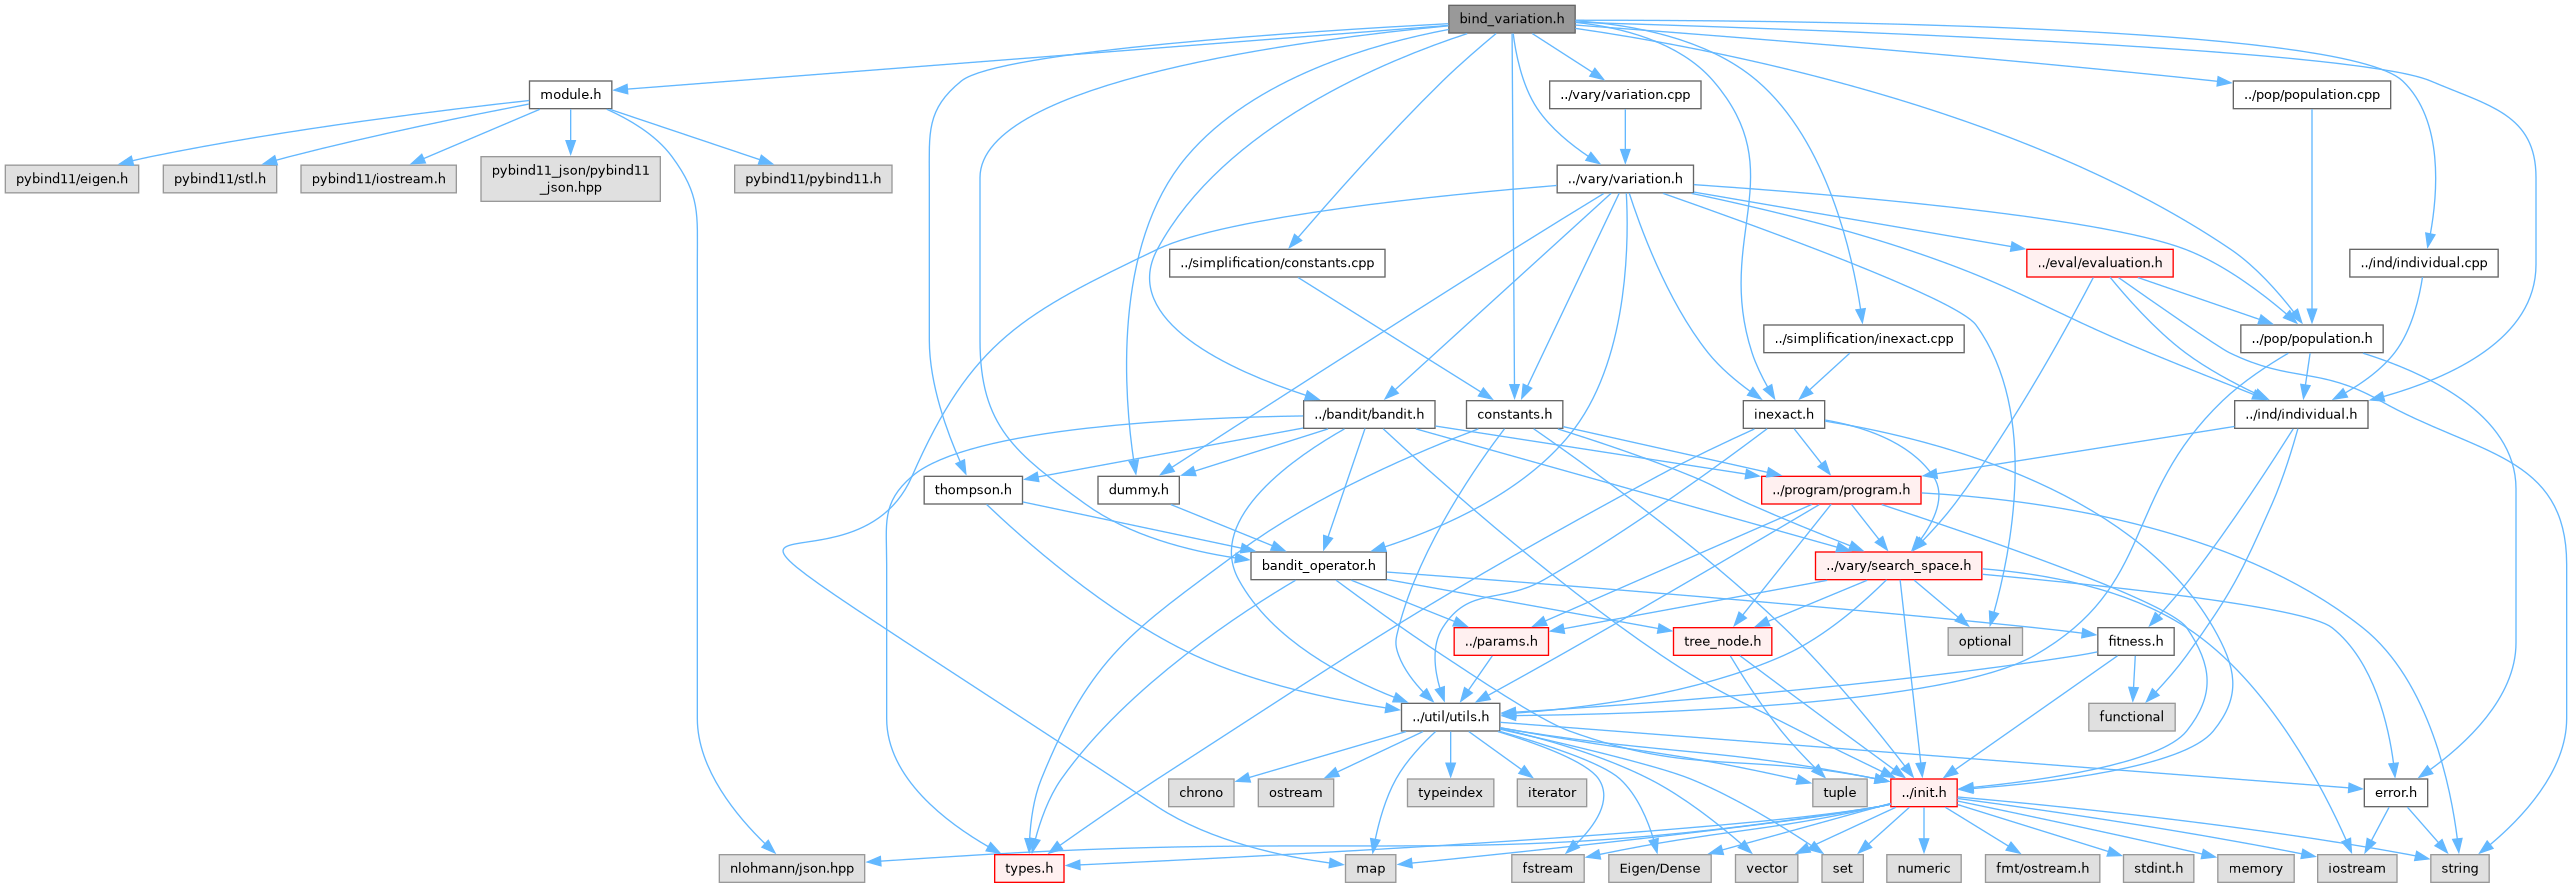 bind_variation.h
module.h
../vary/variation.cpp
../pop/population.cpp
pybind11/eigen.h
pybind11/stl.h
pybind11/iostream.h
pybind11_json/pybind11
_json.hpp
pybind11/pybind11.h
../vary/variation.h
../simplification/constants.cpp
../eval/evaluation.h
../ind/individual.cpp
../simplification/inexact.cpp
../pop/population.h
../bandit/bandit.h
constants.h
inexact.h
../ind/individual.h
thompson.h
dummy.h
../program/program.h
bandit_operator.h
../vary/search_space.h
../params.h
tree_node.h
optional
fitness.h
../util/utils.h
functional
chrono
ostream
typeindex
iterator
tuple
../init.h
error.h
nlohmann/json.hpp
types.h
map
fstream
Eigen/Dense
vector
set
numeric
fmt/ostream.h
stdint.h
memory
iostream
string